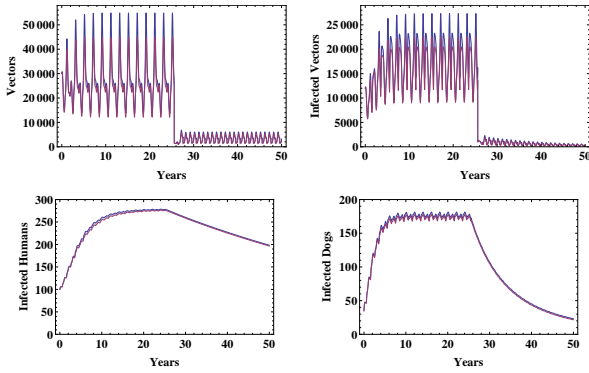 50 000
40 000
30 000
20 000
10 000
0
Vectors
0 10 20 30 40 50
Years
25 000
20 000
15 000
10 000
5000
0
Infected Vectors
0 10 20 30 40 50
Years
300
250
200
150
100
50
0
Infected Humans
0 10 20 30 40 50
Years
200
150
100
50
0
Infected Dogs
0 10 20 30 40 50
Years